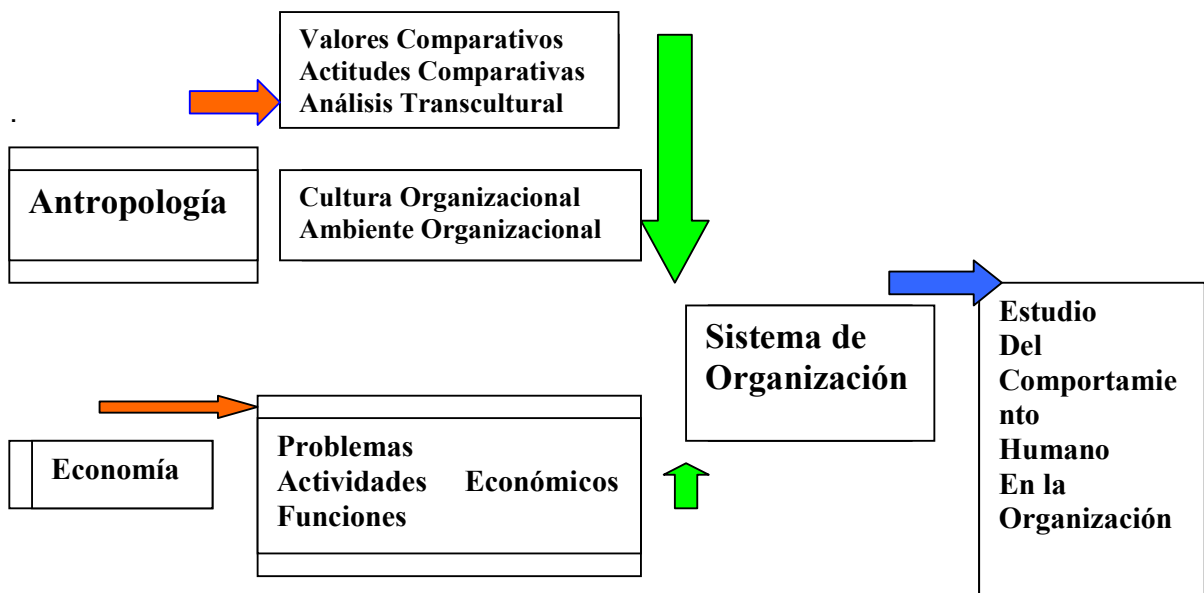 Valores Comparativos
Actitudes Comparativas
Análisis Transcultural
.
Antropología
Cultura Organizacional
Ambiente Organizacional
Sistema de
Organización
Estudio
Del
Comportamie
nto
Humano
En la
Organización
Economía
Problemas
Actividades Económicos
Funciones